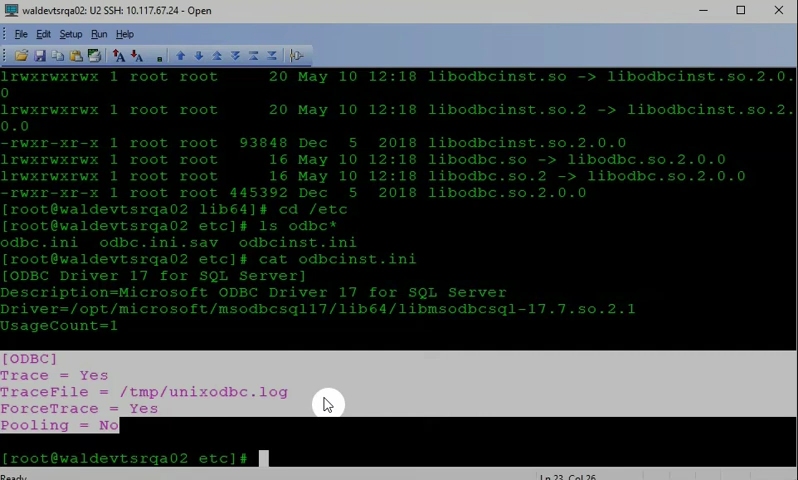 waldevtsrqa02: U2 SSH: 10.117.67.24 - Open
File Edit Setup Run Help
lrwxrwxrwx 1 root root     20 May 10 12:18 libodbcinst.so -> libodbcinst.so.2.0.
0
lrwxrwxrwx 1 root root     20 May 10 12:18 libodbcinst.so.2 -> libodbcinst.so.2.
0.0
-rwxr-xr-x 1 root root  93848 Dec  5  2018 libodbcinst.so.2.0.0
lrwxrwxrwx 1 root root     16 May 10 12:18 libodbc.so -> libodbc.so.2.0.0
lrwxrwxrwx 1 root root     16 May 10 12:18 libodbc.so.2 -> libodbc.so.2.0.0
-rwxr-xr-x 1 root root 445392 Dec  5  2018 libodbc.so.2.0.0
[root@waldevtsrqa02 lib64]# cd /etc
[root@waldevtsrqa02 etc]# ls odbc*
odbc.ini  odbc.ini.sav  odbcinst.ini
[root@waldevtsrqa02 etc]# cat odbcinst.ini
[ODBC Driver 17 for SQL Server]
Description=Microsoft ODBC Driver 17 for SQL Server
Driver=/opt/microsoft/msodbcsql17/lib64/libmsodbcsql-17.7.so.2.1
UsageCount=1
[ODBC]
Trace = Yes
TraceFile = /tmp/unixodbc.log
ForceTrace = Yes
Pooling = No
[root@waldevtsrqa02 etc]#
Ready
Ln 23, Col 26